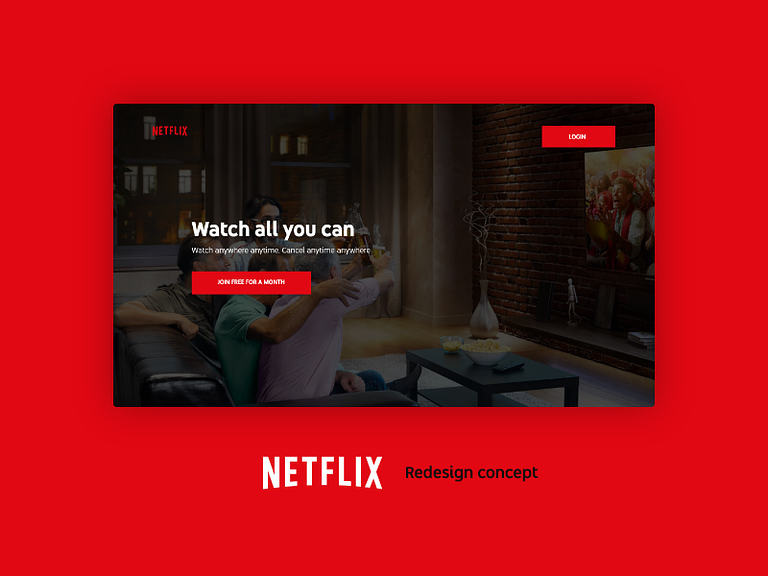 NETFLIX
LOGIN
Watch all you can
Watch anywhere anytime. Cancel anytime anywhere
JOIN FREE FOR A MONTH
NETFLIX Redesign concept